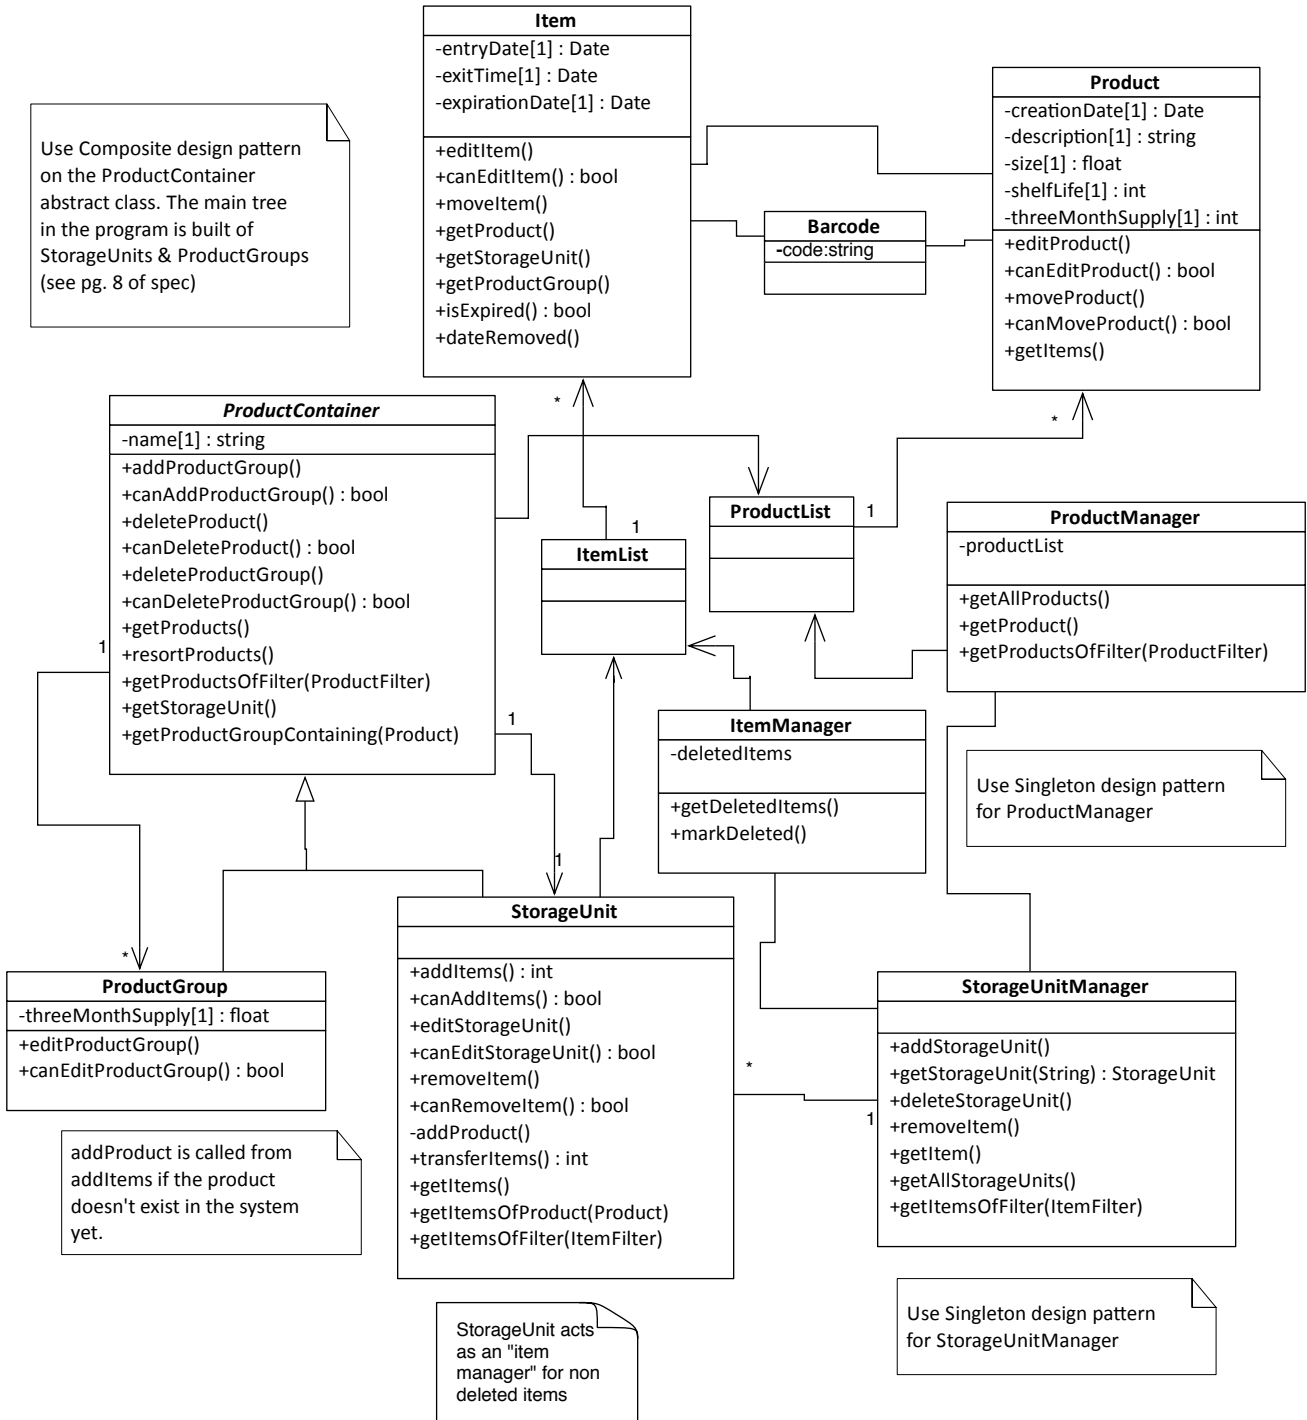 Item
-entryDate[1] : Date
-exitTime[1] : Date
-expirationDate[1] : Date
+editItem()
+canEditItem() : bool
+moveItem()
+getProduct()
+getStorageUnit()
+getProductGroup()
+isExpired() : bool
+dateRemoved()
Product
-creationDate[1] : Date
-description[1] : string
-size[1] : float
-shelfLife[1] : int
-threeMonthSupply[1] : int
+editProduct()
+canEditProduct() : bool
+moveProduct()
+canMoveProduct() : bool
+getItems()
Use Composite design pattern
on the ProductContainer
abstract class. The main tree
in the program is built of
StorageUnits & ProductGroups
(see pg. 8 of spec)
Barcode
-code:string
*
*
ProductContainer
-name[1] : string
+addProductGroup()
+canAddProductGroup() : bool
+deleteProduct()
+canDeleteProduct() : bool
+deleteProductGroup()
+canDeleteProductGroup() : bool
+getProducts()
+resortProducts()
+getProductsOfFilter(ProductFilter)
+getStorageUnit()
+getProductGroupContaining(Product)
1
1
1
ItemList
ProductList
1
ProductManager
-productList
+getAllProducts()
+getProduct()
+getProductsOfFilter(ProductFilter)
ItemManager
-deletedItems
+getDeletedItems()
+markDeleted()
Use Singleton design pattern
for ProductManager
1
*
StorageUnit
+addItems() : int
+canAddItems() : bool
+editStorageUnit()
+canEditStorageUnit() : bool
+removeItem()
+canRemoveItem() : bool
-addProduct()
+transferItems() : int
+getItems()
+getItemsOfProduct(Product)
+getItemsOfFilter(ItemFilter)
ProductGroup
-threeMonthSupply[1] : float
+editProductGroup()
+canEditProductGroup() : bool
*
1
StorageUnitManager
+addStorageUnit()
+getStorageUnit(String) : StorageUnit
+deleteStorageUnit()
+removeItem()
+getItem()
+getAllStorageUnits()
+getItemsOfFilter(ItemFilter)
addProduct is called from
addItems if the product
doesn't exist in the system
yet.
StorageUnit acts
as an "item
manager" for non
deleted items
Use Singleton design pattern
for StorageUnitManager